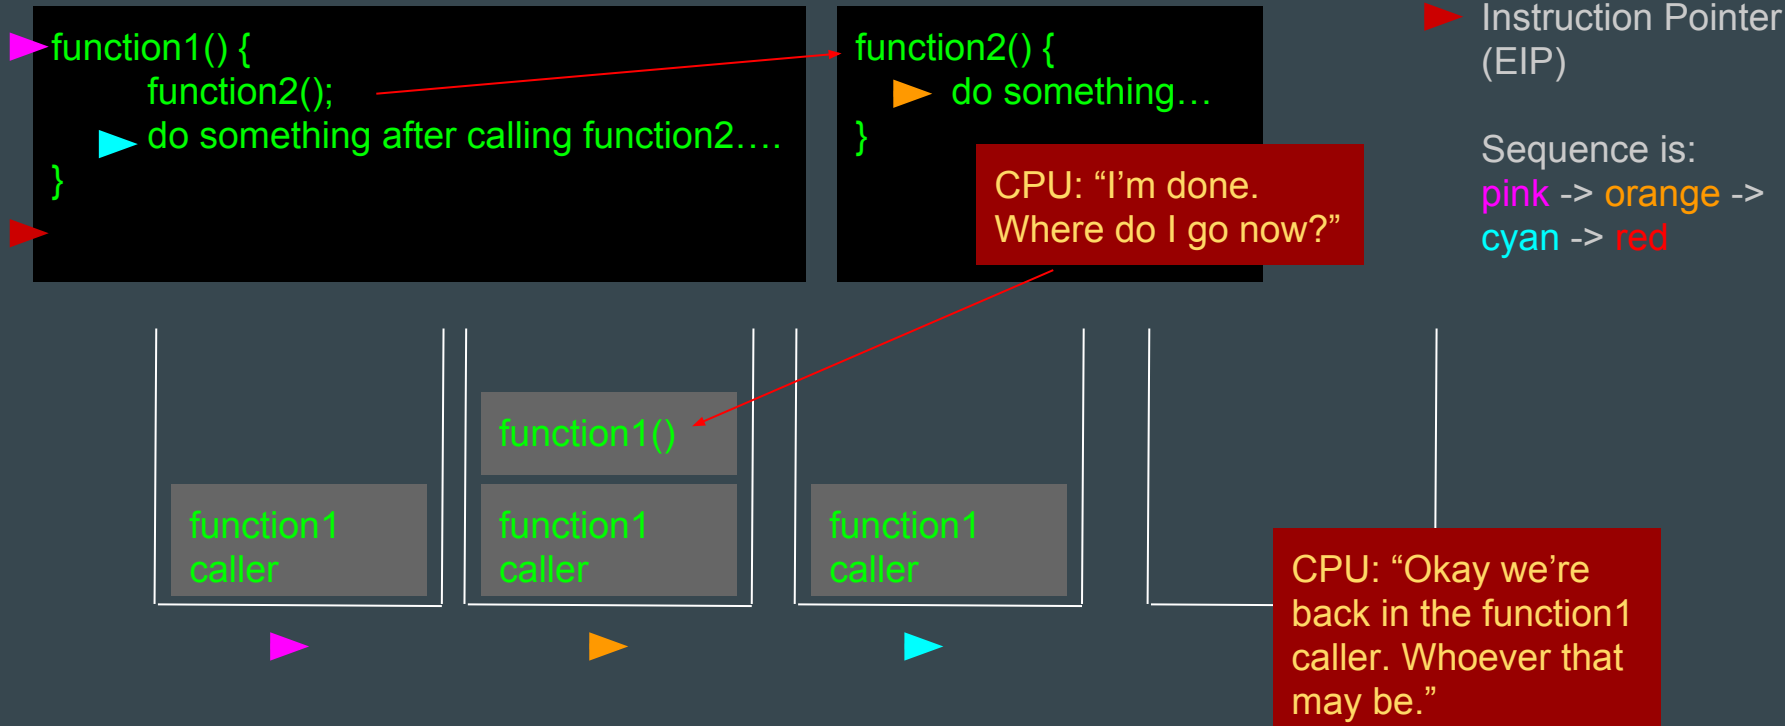 function1() {
function2();
do something after calling function2….
}
function2() {
do something…
}
CPU: “I’m done.
Where do I go now?”
Instruction Pointer
(EIP)
Sequence is:
pink -> orange ->
cyan -> red
function1
caller
function1()
function1
caller
function1
caller
CPU: “Okay we’re
back in the function1
caller. Whoever that
may be.”